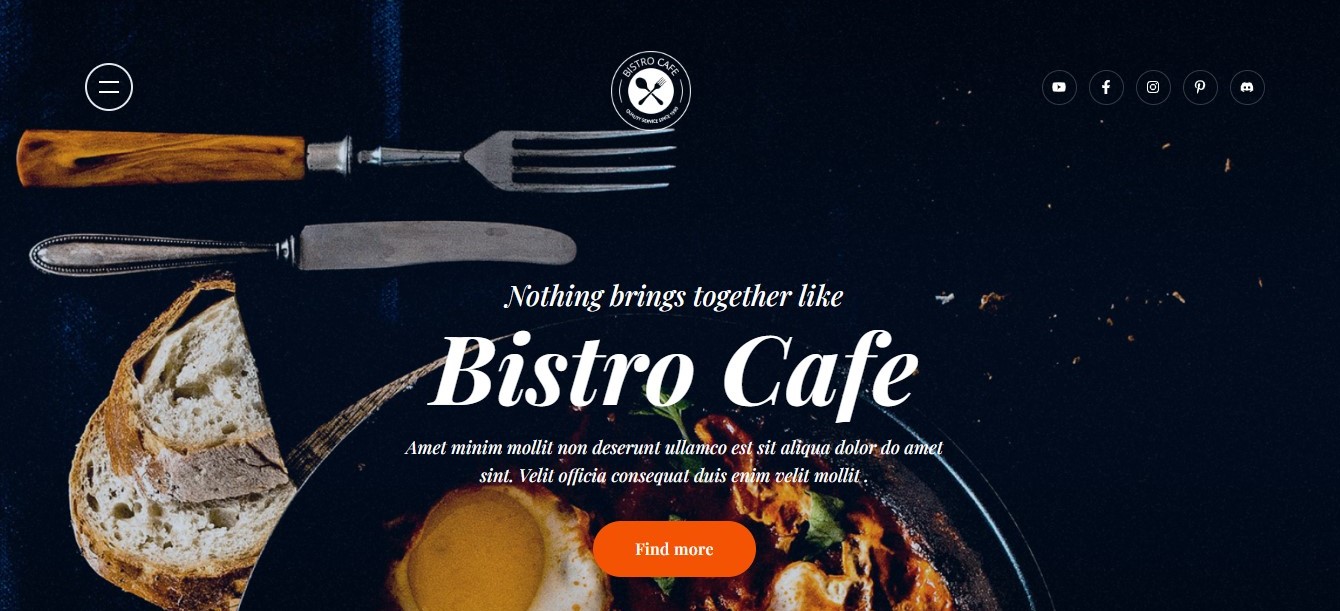 BISTRO CAFE
QUALITY SERVICE SINCE 1989
Nothing brings together like
Bistro Cafe
Amet minim mollit non deserunt ullamco est sit aliqua dolor do amet
sint. Velit officia consequat duis enim velit mollit .
Find more